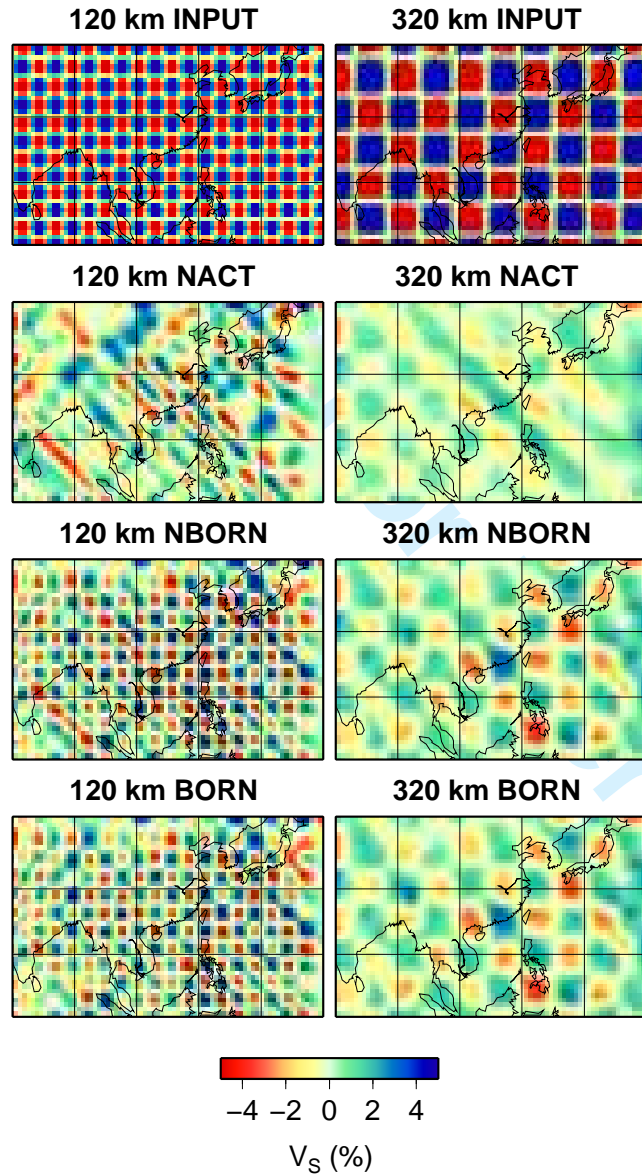 120 km INPUT 320 km INPUT
120 km NACT 320 km NACT
120 km NBORN 320 km NBORN
120 km BORN 320 km BORN
−4 −2 0 2 4
V_S (%)